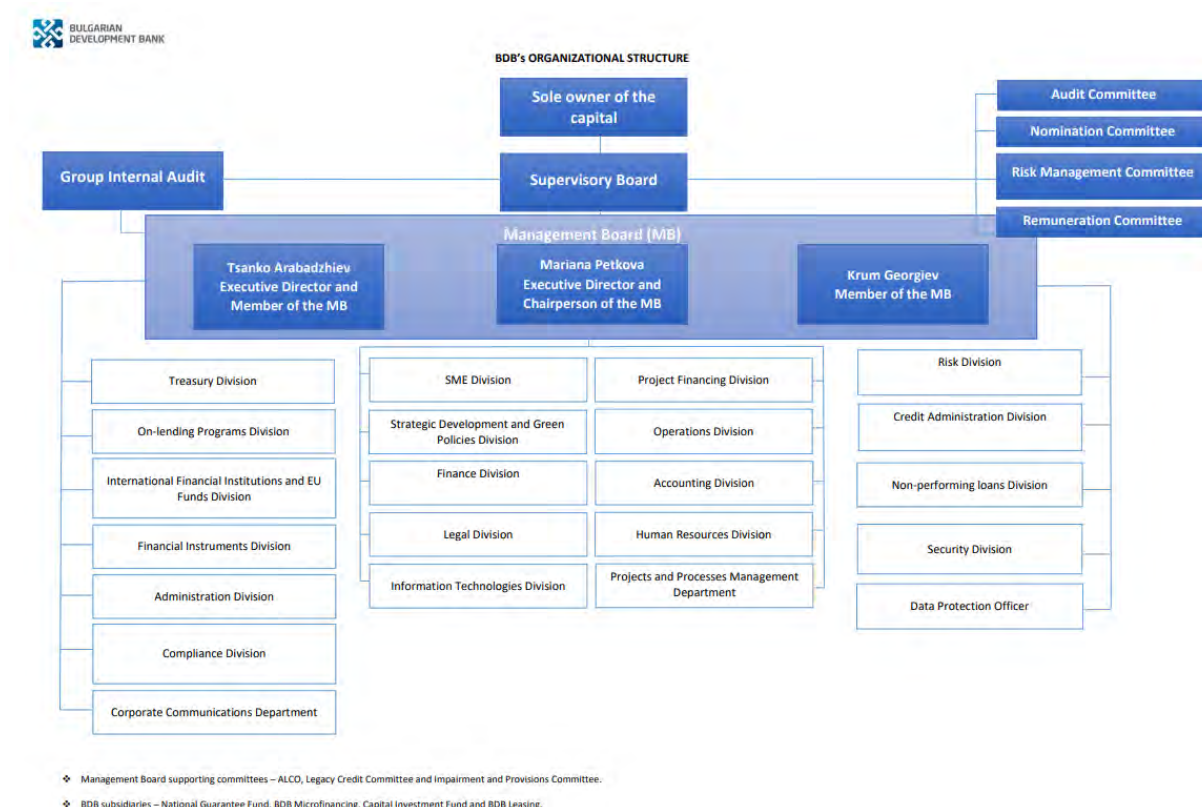 BULGARIAN
DEVELOPMENT BANK
BDB's ORGANIZATIONAL STRUCTURE
Sole owner of the
capital
Audit Committee
Nomination Committee
Risk Management Committee
Remuneration Committee
Group Internal Audit
Supervisory Board
Management Board (MB)
Tsanko Arabadzhiev
Executive Director and
Member of the MB
Mariana Petkova
Executive Director and
Chairperson of the MB
Krum Georgiev
Member of the MB
Treasury Division
On-lending Programs Division
International Financial Institutions and EU
Funds Division
Financial Instruments Division
Administration Division
Compliance Division
Corporate Communications Department
SME Division
Strategic Development and Green
Policies Division
Finance Division
Legal Division
Information Technologies Division
Project Financing Division
Operations Division
Accounting Division
Human Resources Division
Projects and Processes Management
Department
Risk Division
Credit Administration Division
Non-performing loans Division
Security Division
Data Protection Officer
❖ Management Board supporting committees – ALCO, Legacy Credit Committee and Impairment and Provisions Committee.
❖ BDB subsidiaries – National Guarantee Fund, BDB Microfinancing, Capital Investment Fund and BDB Leasing.